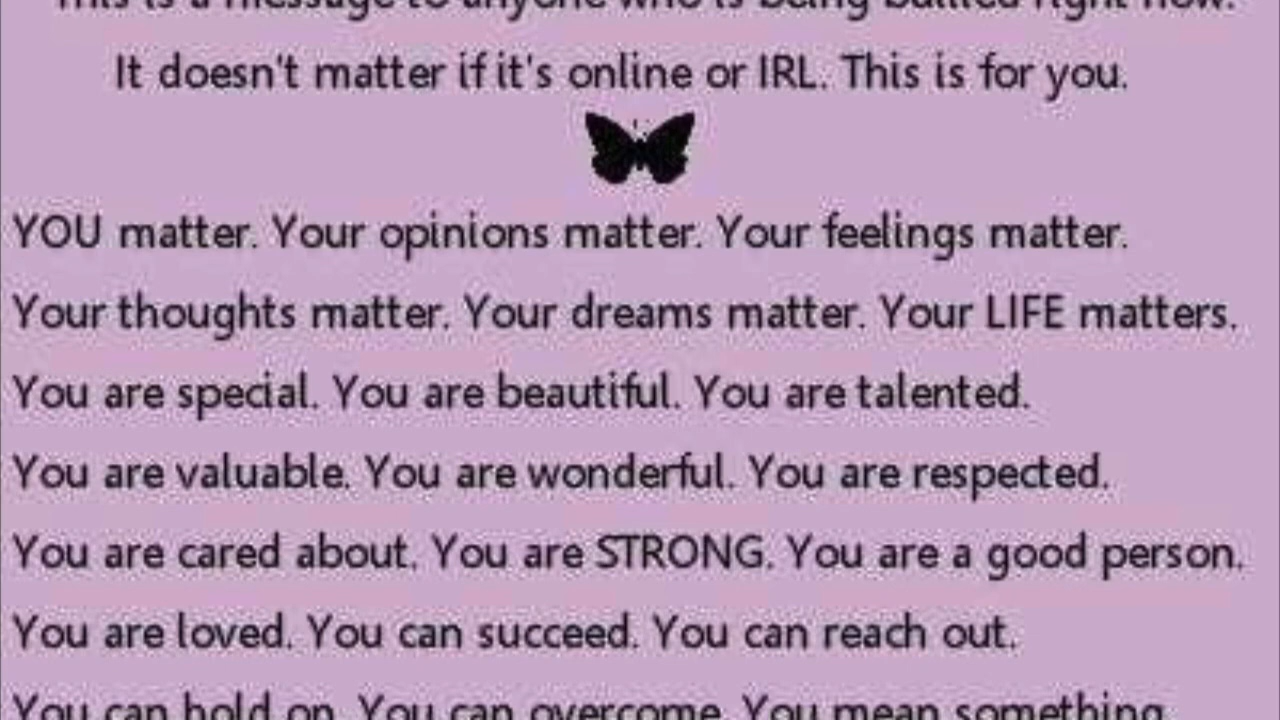 This is a message to anyone who is being bullied right now.
It doesn't matter if it's online or IRL. This is for you.
YOU matter. Your opinions matter. Your feelings matter.
Your thoughts matter. Your dreams matter. Your LIFE matters.
You are special. You are beautiful. You are talented.
You are valuable. You are wonderful. You are respected.
You are cared about. You are STRONG. You are a good person.
You are loved. You can succeed. You can reach out.
You can hold on. You can overcome. You mean something